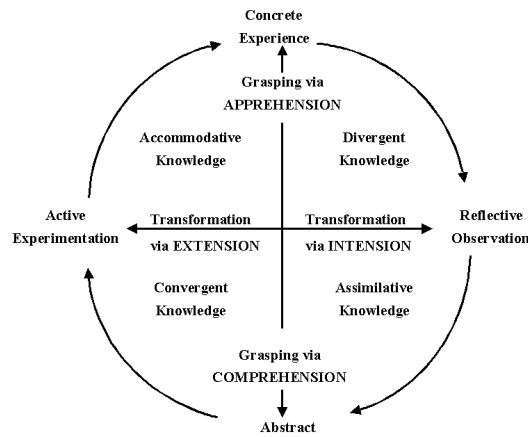 Concrete
Experience
Grasping via
APPREHENSION
Accommodative
Knowledge
Divergent
Knowledge
Active
Experimentation
Transformation
via EXTENSION
Transformation
via INTENSION
Reflective
Observation
Convergent
Knowledge
Assimilative
Knowledge
Grasping via
COMPREHENSION
Abstract